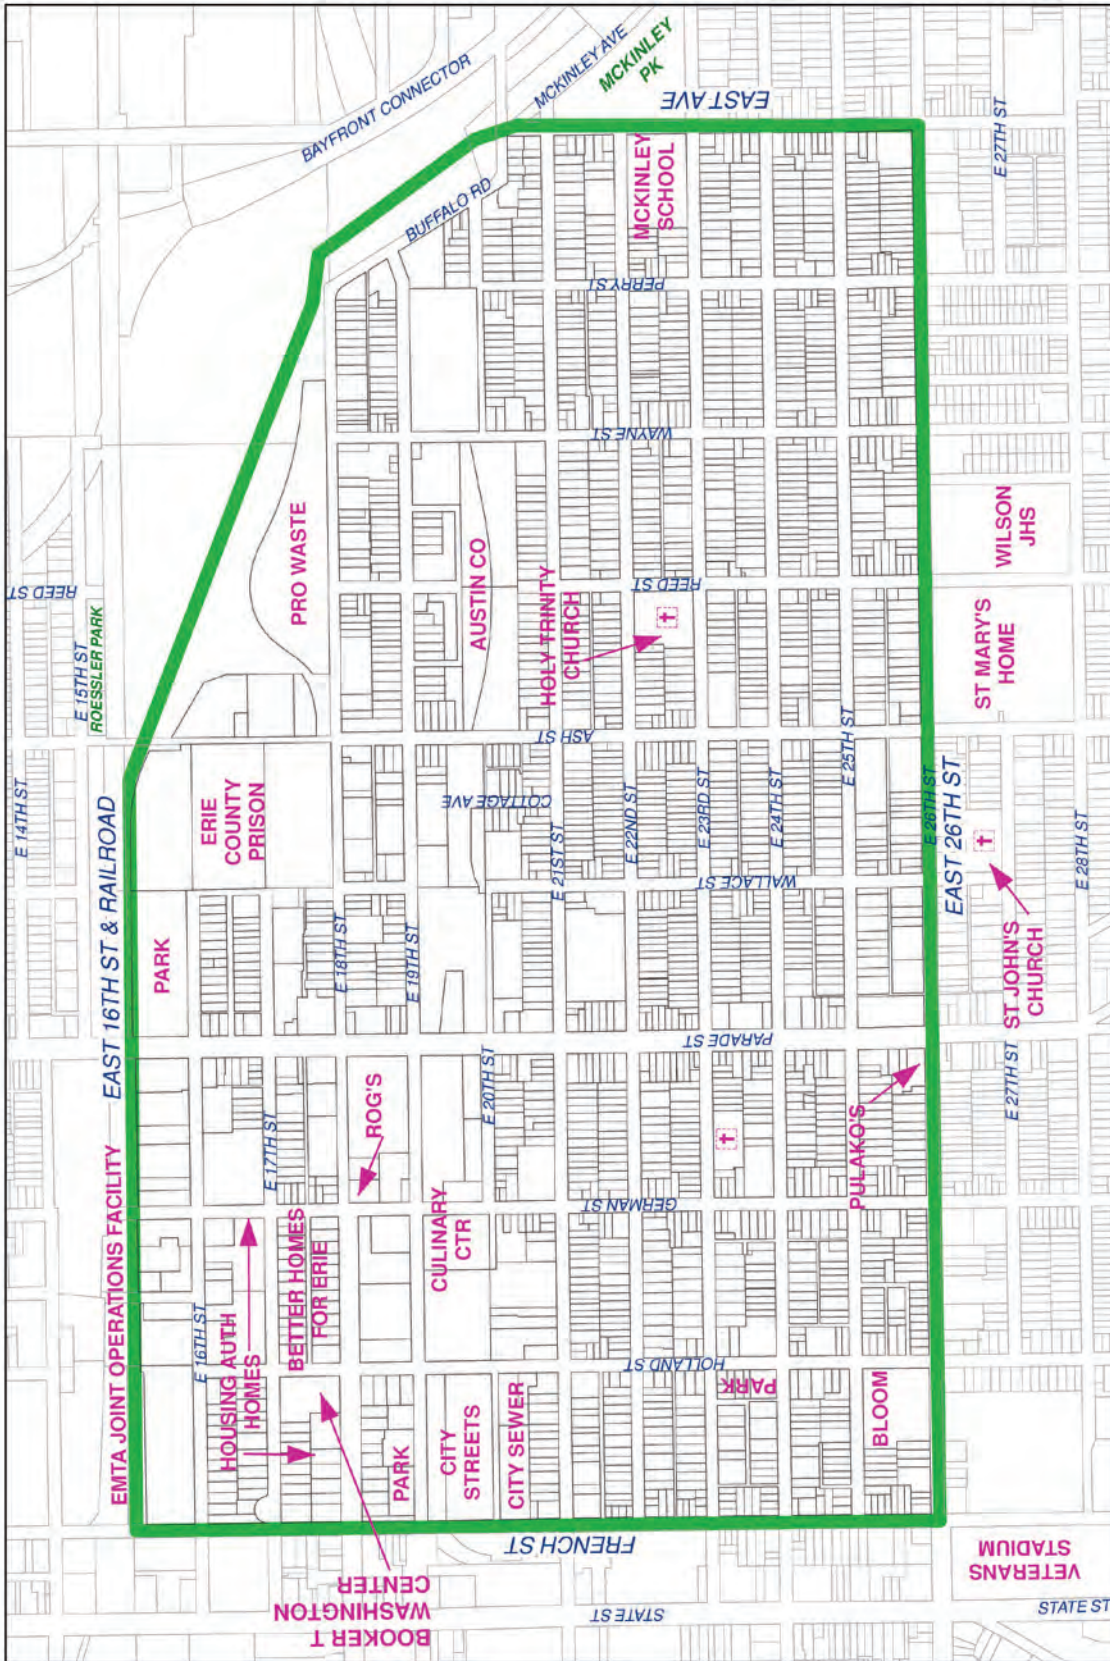 BAYFRONT CONNECTOR
MCKINLEY AVE
MCKINLEY
PK
EAST AVE
BUFFALO RD
E 27TH ST
MCKINLEY
SCHOOL
PERRY ST
WAYNE ST
PRO WASTE
AUSTIN CO
WILSON
JHS
REED ST
REED ST
E 15TH ST
ROESSLER PARK
HOLY TRINITY
CHURCH
ST MARY'S
HOME
ASH ST
E 14TH ST
EAST 16TH ST & RAILROAD
ERIE
COUNTY
PRISON
COTTAGE AVE
E 21ST ST
E 22ND ST
E 23RD ST
E 24TH ST
E 25TH ST
E 26TH ST
EAST 26TH ST
WALLACE ST
E 28TH ST
PARK
E 18TH ST
E 19TH ST
ST JOHN'S
CHURCH
PARADE ST
E 20TH ST
E 27TH ST
ROG'S
E 17TH ST
PULAKO'S
GERMAN ST
EMTA JOINT OPERATIONS FACILITY
CULINARY
CTR
BETTER HOMES
FOR ERIE
E 16TH ST
HOUSING AUTH
HOMES
HOLLAND ST
PARK
BLOOM
PARK
CITY
STREETS
CITY SEWER
FRENCH ST
BOOKER T
WASHINGTON
CENTER
STATE ST
VETERANS
STADIUM
STATE ST